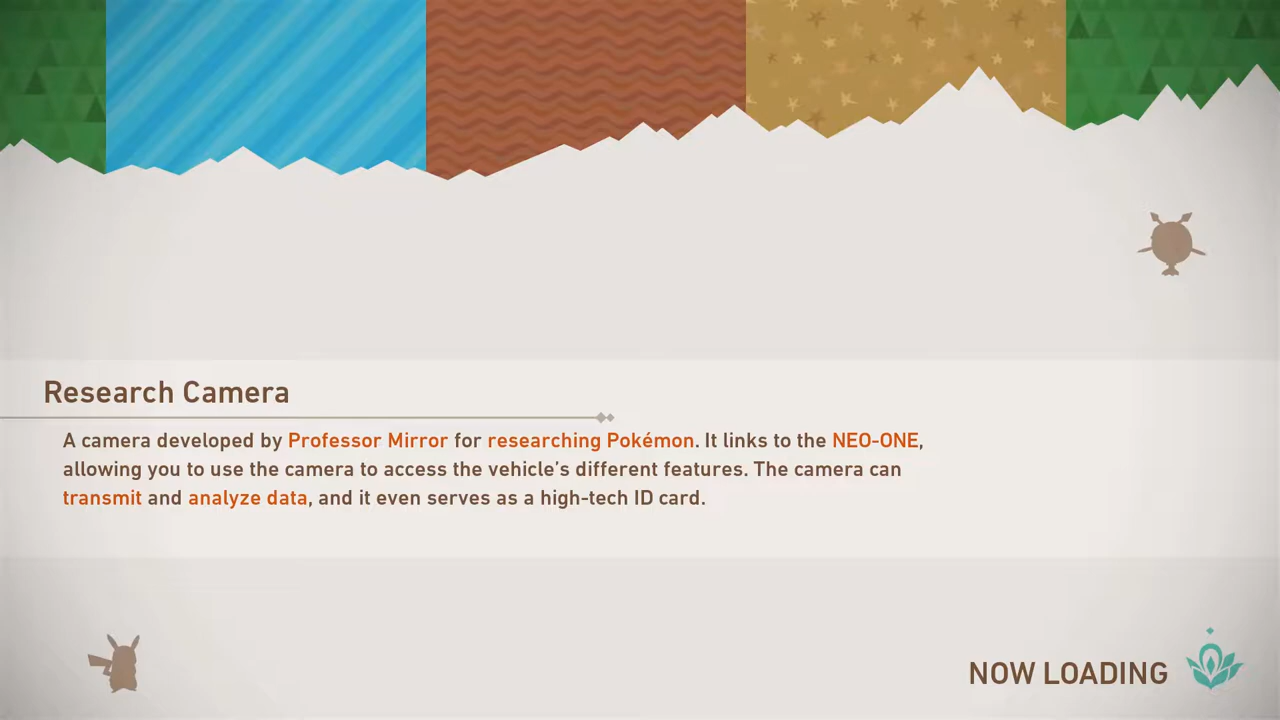 Research Camera
A camera developed by Professor Mirror for researching Pokémon. It links to the NEO-ONE,
allowing you to use the camera to access the vehicle's different features. The camera can
transmit and analyze data, and it even serves as a high-tech ID card.
NOW LOADING